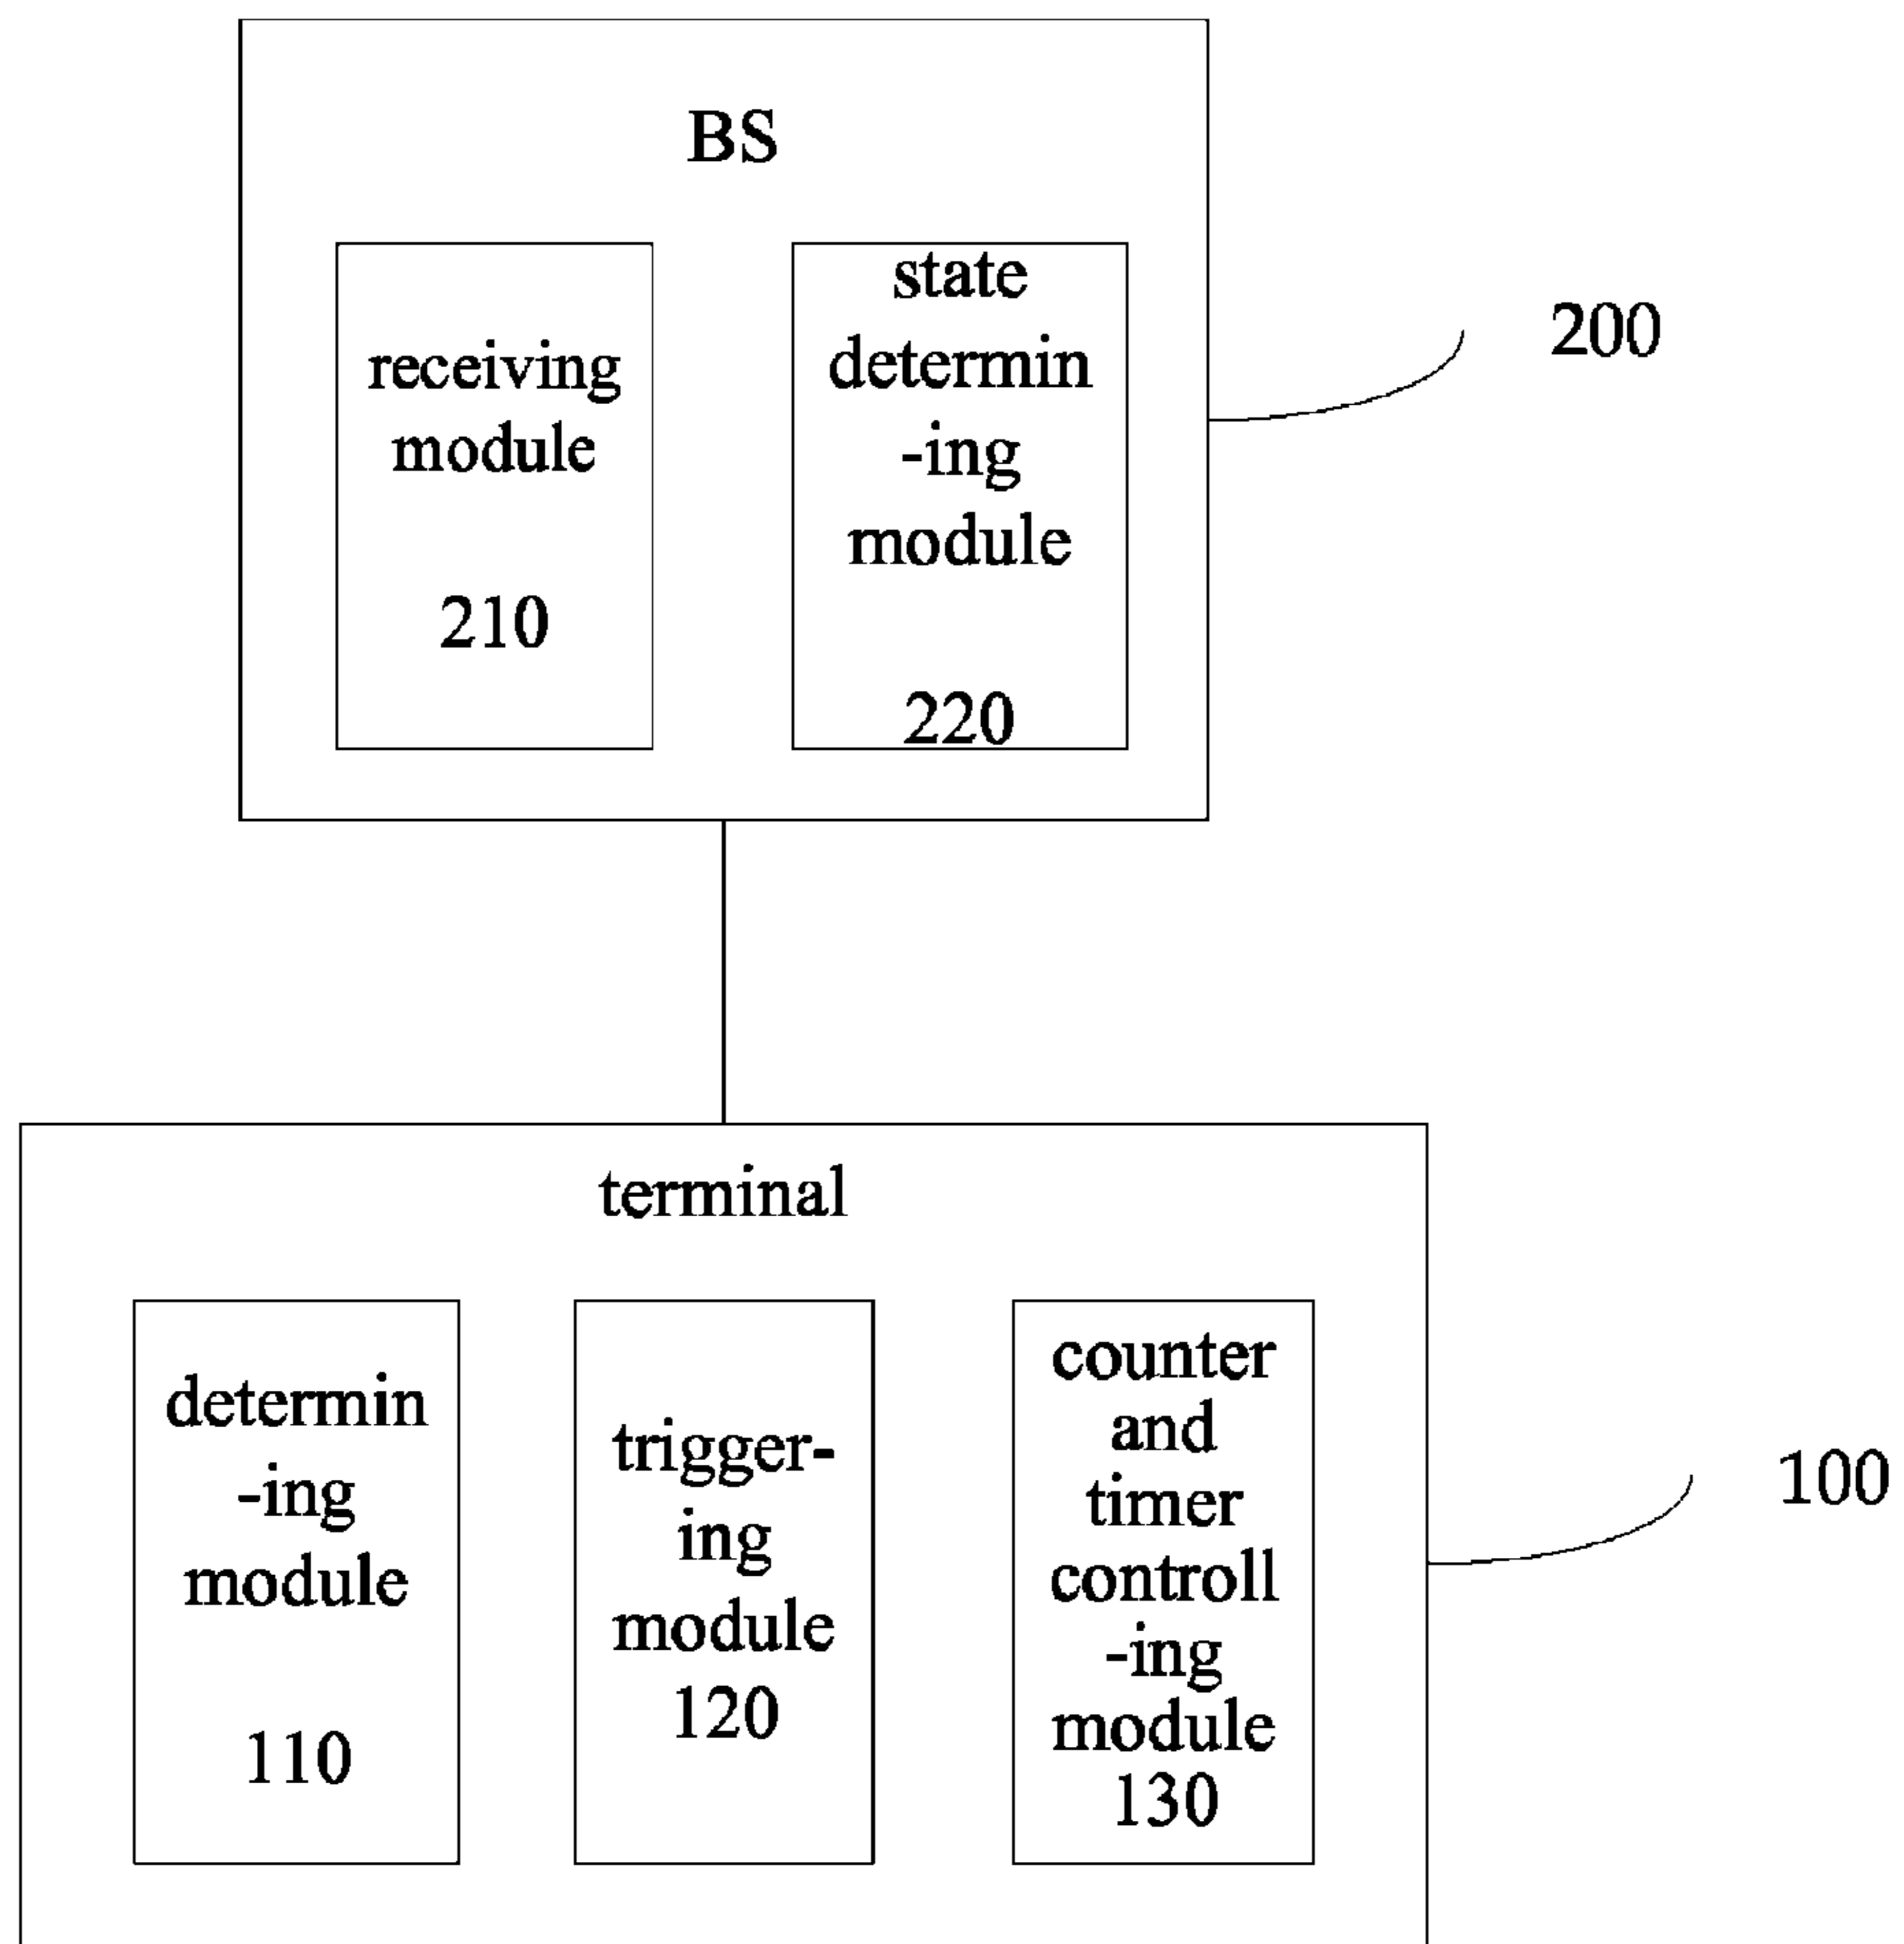 BS
receiving
module
210
state
determin
-ing
module
220
200
terminal
determin
-ing
module
110
trigger-
ing
module
120
counter
and
timer
controll
-ing
module
130
100